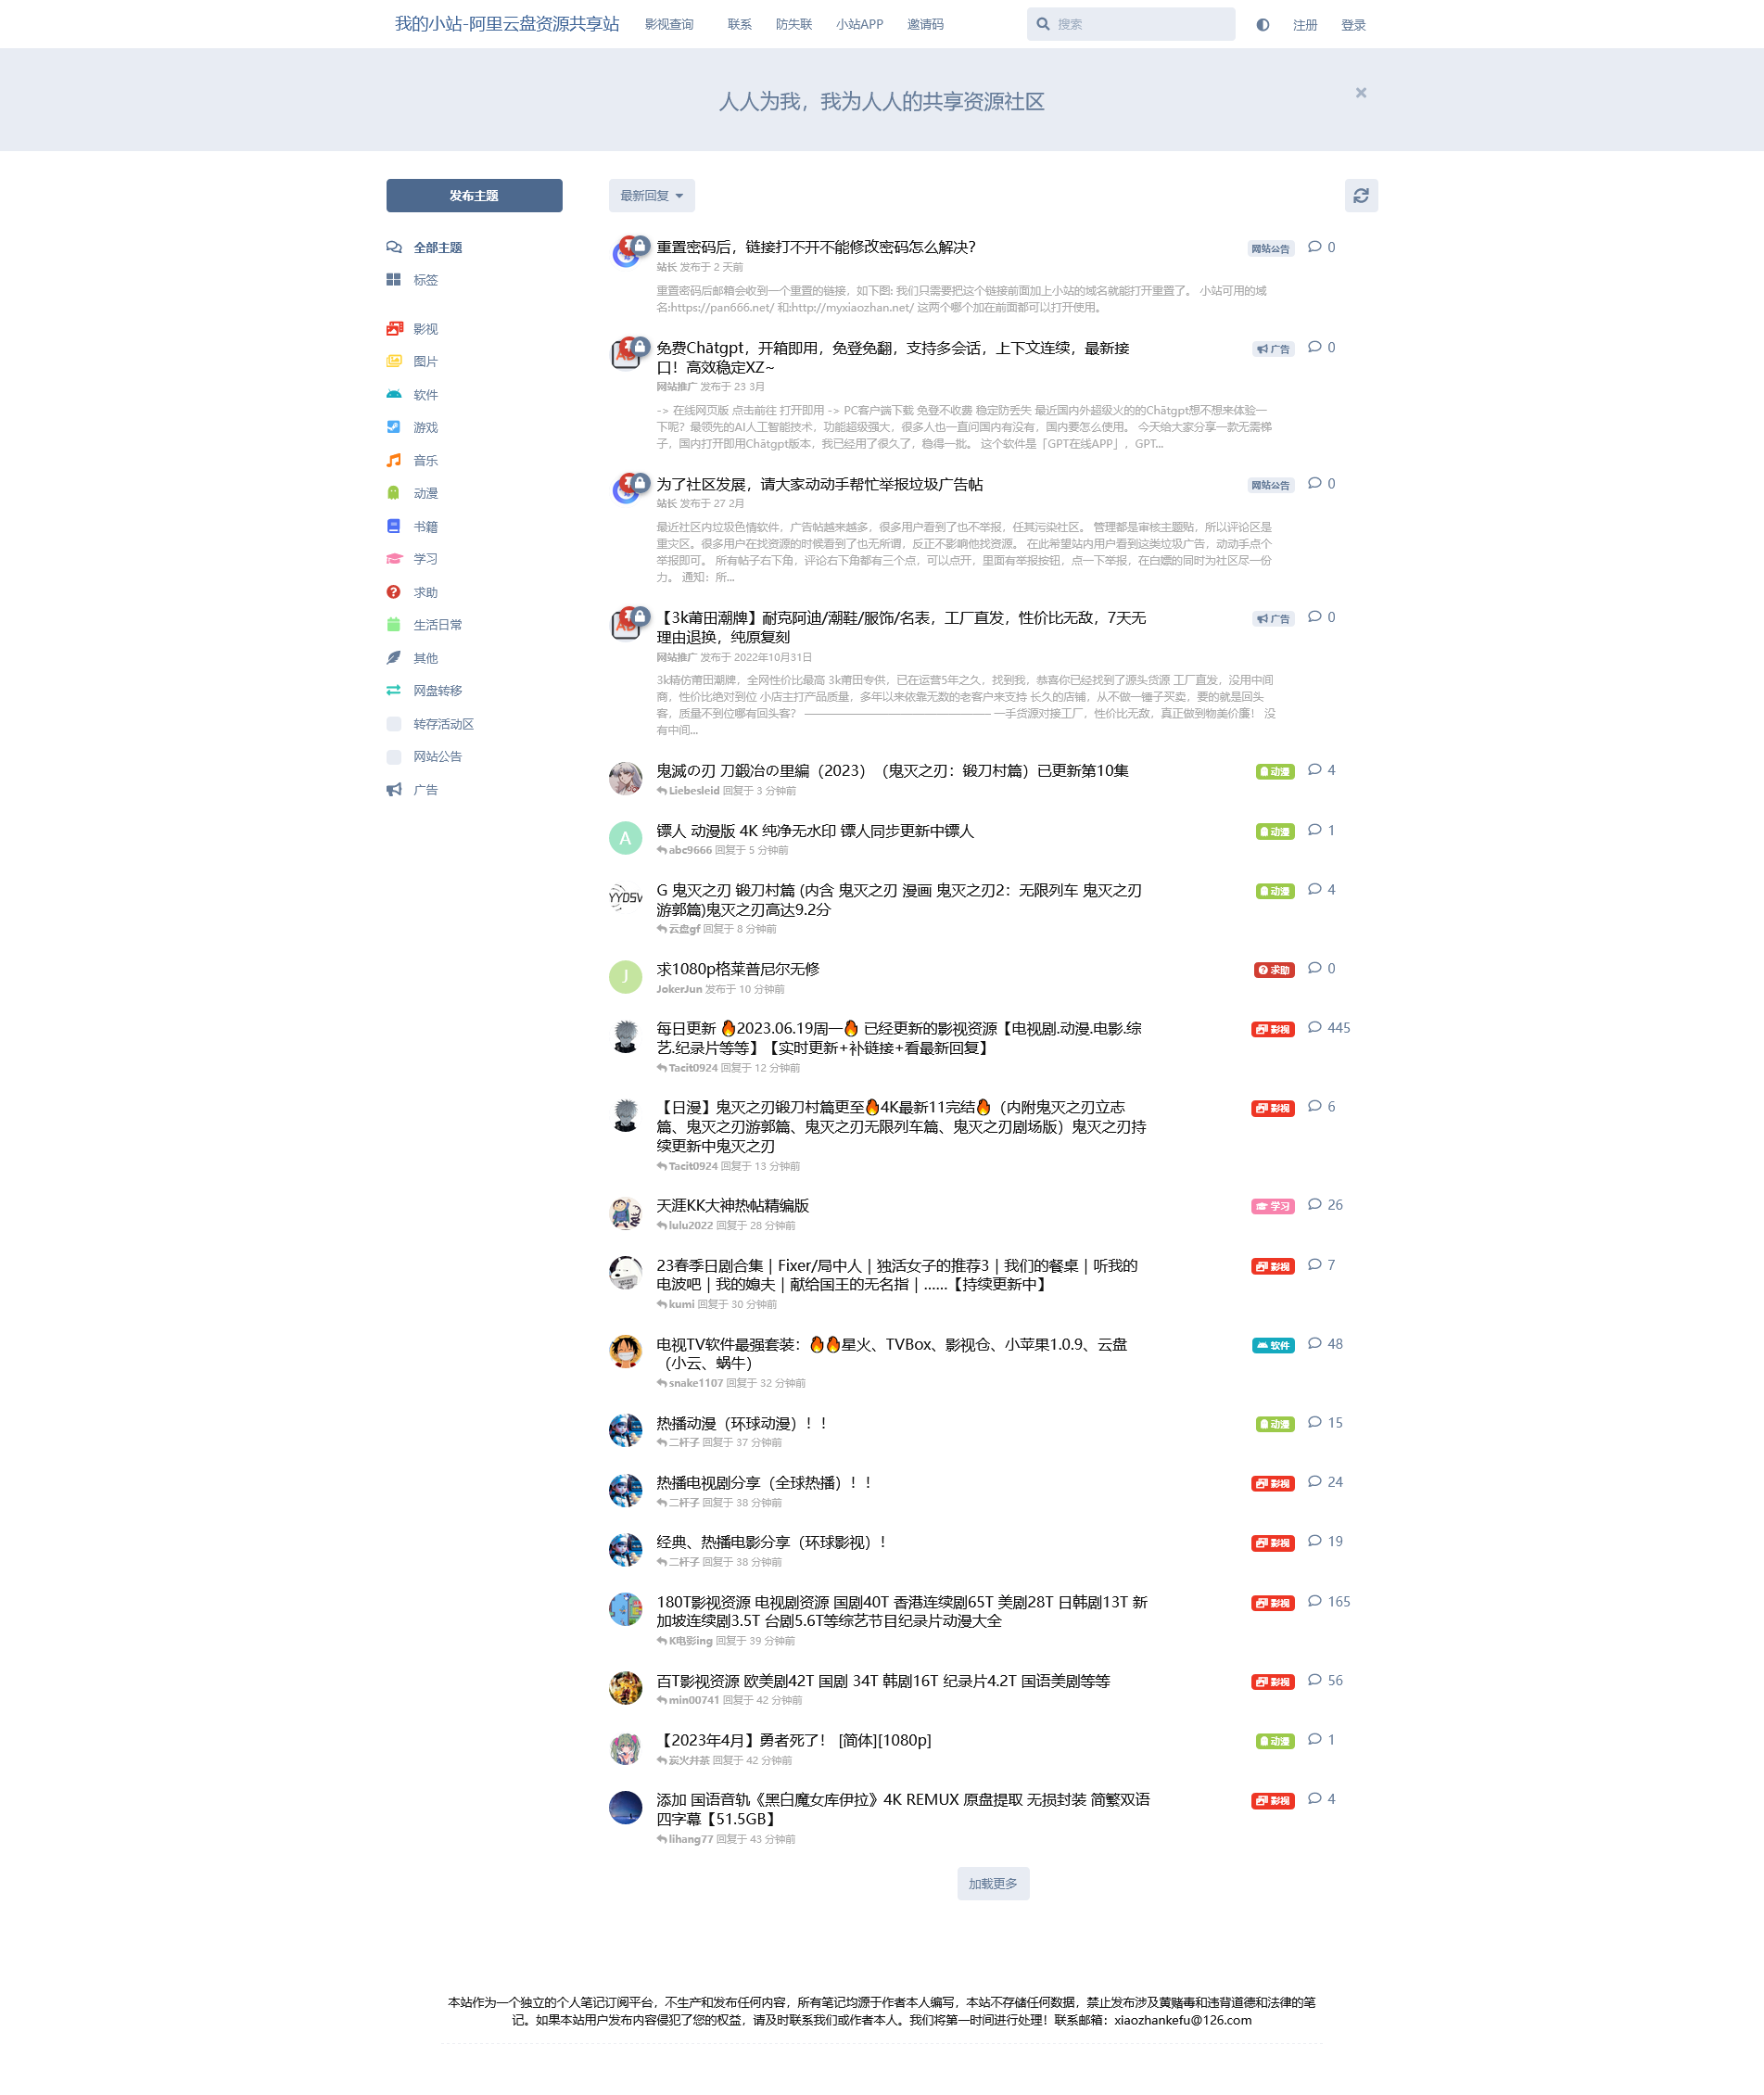 我的小站-阿里云盘资源共享站 影视查询 联系 防失联 小站APP 邀请码 搜索 注册 登录
人人为我，我为人人的共享资源社区
发布主题
全部主题
标签
影视
图片
软件
游戏
音乐
动漫
书籍
学习
求助
生活日常
其他
网盘转移
转存活动区
网站公告
广告
最新回复
重置密码后，链接打不开不能修改密码怎么解决？ 网站公告 0
站长 发布于 2 天前
重置密码后邮箱会收到一个重置的链接，如下图: 我们只需要把这个链接前面加上小站的域名就能打开重置了。 小站可用的域
名:https://pan666.net/ 和:http://myxiaozhan.net/ 这两个哪个加在前面都可以打开使用。
免费Chātgpt，开箱即用，免登免翻，支持多会话，上下文连续，最新接 广告 0
口！高效稳定XZ~
网站推广 发布于 23 3月
-> 在线网页版 点击前往 打开即用 -> PC客户端下载 免登不收费 稳定防丢失 最近国内外超级火的的Chātgpt想不想来体验一
下呢？最领先的AI人工智能技术，功能超级强大，很多人也一直问国内有没有，国内要怎么使用。 今天给大家分享一款无需梯
子，国内打开即用Chātgpt版本，我已经用了很久了，稳得一批。 这个软件是「GPT在线APP」，GPT...
为了社区发展，请大家动动手帮忙举报垃圾广告帖 网站公告 0
站长 发布于 27 2月
最近社区内垃圾色情软件，广告帖越来越多，很多用户看到了也不举报，任其污染社区。 管理都是审核主题贴，所以评论区是
重灾区。很多用户在找资源的时候看到了也无所谓，反正不影响他找资源。 在此希望站内用户看到这类垃圾广告，动动手点个
举报即可。 所有帖子右下角，评论右下角都有三个点，可以点开，里面有举报按钮，点一下举报，在白嫖的同时为社区尽一份
力。 通知：所...
【3k莆田潮牌】耐克阿迪/潮鞋/服饰/名表，工厂直发，性价比无敌，7天无 广告 0
理由退换，纯原复刻
网站推广 发布于 2022年10月31日
3k精仿莆田潮牌，全网性价比最高 3k莆田专供，已在运营5年之久，找到我，恭喜你已经找到了源头货源 工厂直发，没用中间
商，性价比绝对到位 小店主打产品质量，多年以来依靠无数的老客户来支持 长久的店铺，从不做一锤子买卖，要的就是回头
客，质量不到位哪有回头客？ ———————————————— 一手货源对接工厂，性价比无敌，真正做到物美价廉！ 没
有中间...
鬼滅の刃 刀鍛冶の里編（2023）（鬼灭之刃：锻刀村篇）已更新第10集 动漫 4
Liebesleid 回复于 3 分钟前
A 镖人 动漫版 4K 纯净无水印 镖人同步更新中镖人 动漫 1
abc9666 回复于 5 分钟前
G 鬼灭之刃 锻刀村篇 (内含 鬼灭之刃 漫画 鬼灭之刃2：无限列车 鬼灭之刃 动漫 4
游郭篇)鬼灭之刃高达9.2分
云盘gf 回复于 8 分钟前
J 求1080p格莱普尼尔无修 求助 0
JokerJun 发布于 10 分钟前
每日更新 🔥2023.06.19周一🔥 已经更新的影视资源【电视剧.动漫.电影.综 影视 445
艺.纪录片等等】【实时更新+补链接+看最新回复】
Tacit0924 回复于 12 分钟前
【日漫】鬼灭之刃锻刀村篇更至🔥4K最新11完结🔥（内附鬼灭之刃立志 影视 6
篇、鬼灭之刃游郭篇、鬼灭之刃无限列车篇、鬼灭之刃剧场版）鬼灭之刃持
续更新中鬼灭之刃
Tacit0924 回复于 13 分钟前
天涯KK大神热帖精编版 学习 26
lulu2022 回复于 28 分钟前
23春季日剧合集 | Fixer/局中人 | 独活女子的推荐3 | 我们的餐桌 | 听我的 影视 7
电波吧 | 我的媳夫 | 献给国王的无名指 | ......【持续更新中】
kumi 回复于 30 分钟前
电视TV软件最强套装：🔥🔥星火、TVBox、影视仓、小苹果1.0.9、云盘 软件 48
（小云、蜗牛）
snake1107 回复于 32 分钟前
热播动漫（环球动漫）！！ 动漫 15
二杆子 回复于 37 分钟前
热播电视剧分享（全球热播）！！ 影视 24
二杆子 回复于 38 分钟前
经典、热播电影分享（环球影视）！ 影视 19
二杆子 回复于 38 分钟前
180T影视资源 电视剧资源 国剧40T 香港连续剧65T 美剧28T 日韩剧13T 新 影视 165
加坡连续剧3.5T 台剧5.6T等综艺节目纪录片动漫大全
K电影ing 回复于 39 分钟前
百T影视资源 欧美剧42T 国剧 34T 韩剧16T 纪录片4.2T 国语美剧等等 影视 56
min00741 回复于 42 分钟前
【2023年4月】勇者死了！ [简体][1080p] 动漫 1
炭火井茶 回复于 42 分钟前
添加 国语音轨《黑白魔女库伊拉》4K REMUX 原盘提取 无损封装 简繁双语 影视 4
四字幕【51.5GB】
lihang77 回复于 43 分钟前
加载更多
本站作为一个独立的个人笔记订阅平台，不生产和发布任何内容，所有笔记均源于作者本人编写，本站不存储任何数据，禁止发布涉及黄赌毒和违背道德和法律的笔
记。如果本站用户发布内容侵犯了您的权益，请及时联系我们或作者本人。我们将第一时间进行处理！联系邮箱：xiaozhankefu@126.com